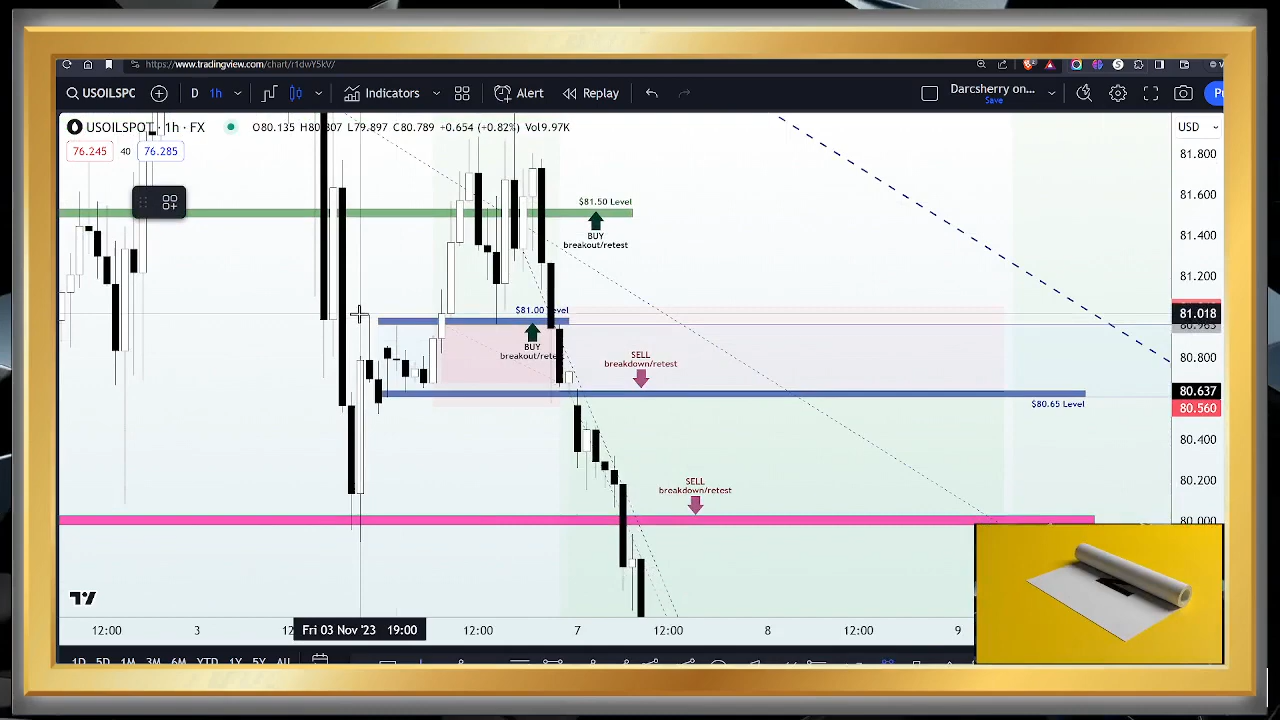 https://www.tradingview.com/chart/r1dwY5kV/
USOILSPC D 1h Indicators Alert Replay Darcsherry on... Save
USOILSPOT · 1h · FX O80.135 H80.807 L79.897 C80.789 +0.654 (+0.82%) Vol9.97K USD
76.245 40 76.285
81.800
81.600
$81.50 Level
BUY
breakout/retest
81.400
81.200
$81.00 Level
81.018
80.963
BUY
breakout/rete
SELL
breakdown/retest
80.800
80.637
$80.65 Level
80.560
80.400
80.200
SELL
breakdown/retest
80.000
12:00 3 12 Fri 03 Nov '23 19:00 12:00 7 12:00 8 12:00 9
1D 5D 1M 3M 6M YTD 1Y 5Y All